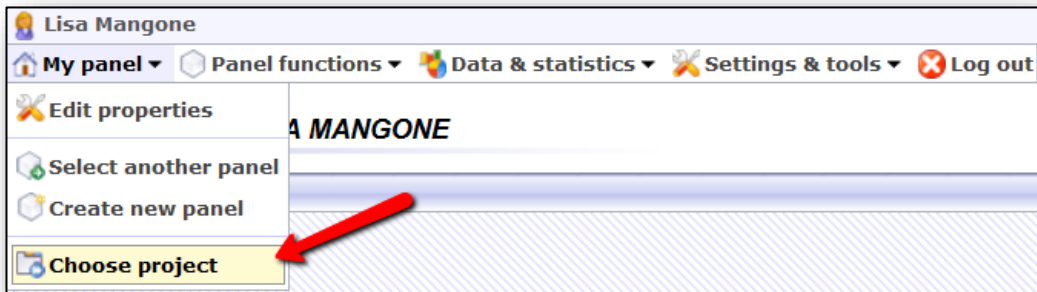 Lisa Mangone
My panel Panel functions Data & statistics Settings & tools Log out
Edit properties
A MANGONE
Select another panel
Create new panel
Choose project